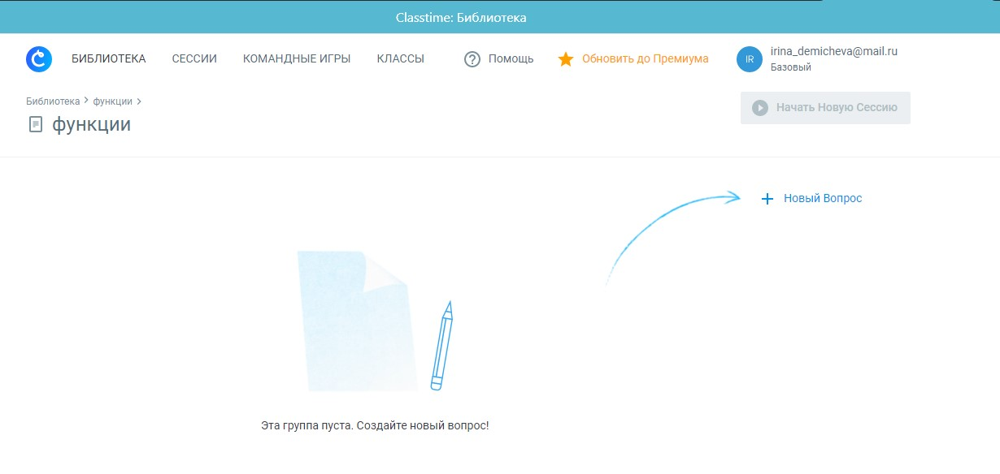 Classtime: Библиотека
БИБЛИОТЕКА СЕССИИ КОМАНДНЫЕ ИГРЫ КЛАССЫ ? Помощь Обновить до Премиума IR irina_demicheva@mail.ru
Базовый
Библиотека > функции >
функции
Начать Новую Сессию
+ Новый Вопрос
Эта группа пуста. Создайте новый вопрос!